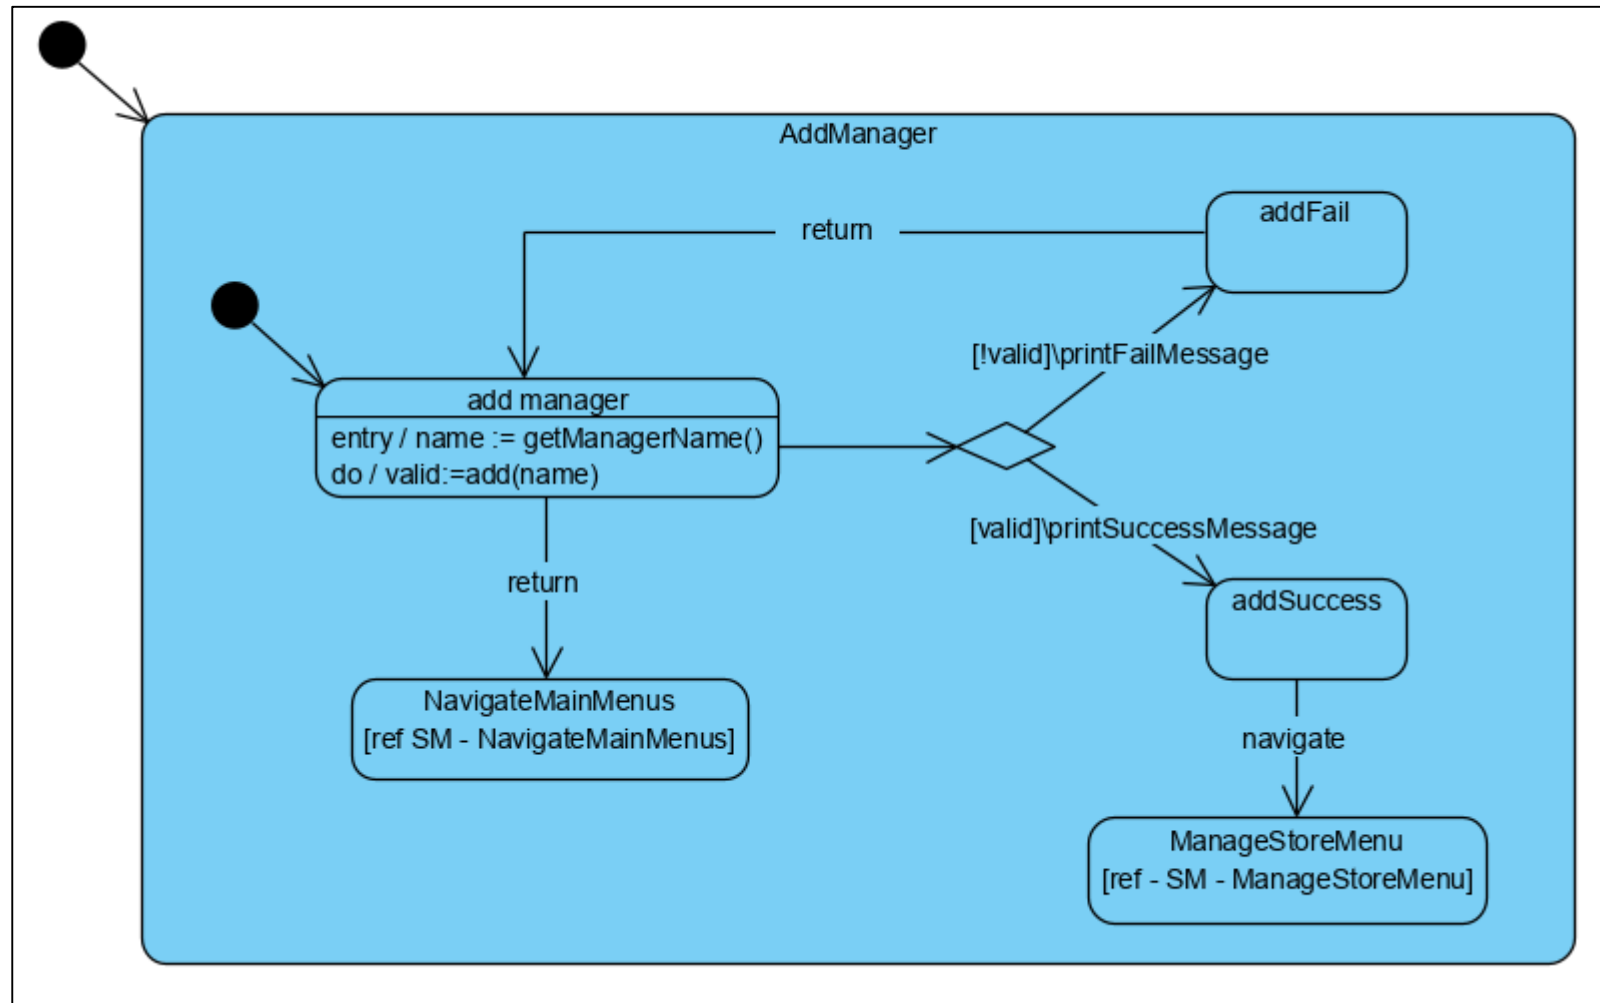 AddManager
addFail
return
[!valid]\printFailMessage
add manager
entry / name := getManagerName()
do / valid:=add(name)
[valid]\printSuccessMessage
return
addSuccess
NavigateMainMenus
[ref SM - NavigateMainMenus]
navigate
ManageStoreMenu
[ref - SM - ManageStoreMenu]